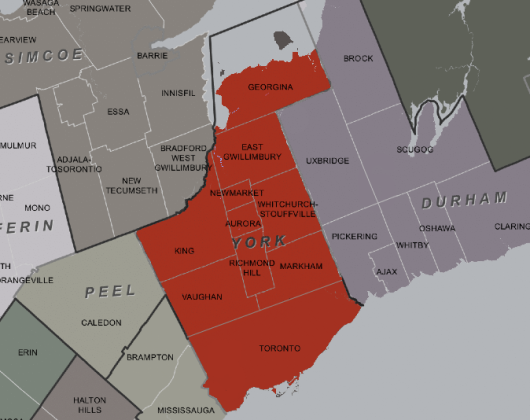 WASAGA
BEACH
SPRINGWATER
EARVIEW
SIMCOE
BARRIE
BROCK
ESSA
INNISFIL
GEORGINA
MULMUR
ADJALA-
TOSORONTIO
NEW
TECUMSETH
BRADFORD
WEST
GWILLIMBURY
EAST
GWILLIMBURY
UXBRIDGE
SCUGOG
RNE
MONO
FERIN
NEWMARKET
WHITCHURCH-
STOUFFVILLE
AURORA
DURHAM
PICKERING
WHITBY
OSHAWA
CLARING
AJAX
KING
YORK
RICHMOND
HILL
MARKHAM
TH
ORANGEVILLE
PEEL
VAUGHAN
CALEDON
ERIN
BRAMPTON
TORONTO
HALTON
HILLS
MISSISSAUGA